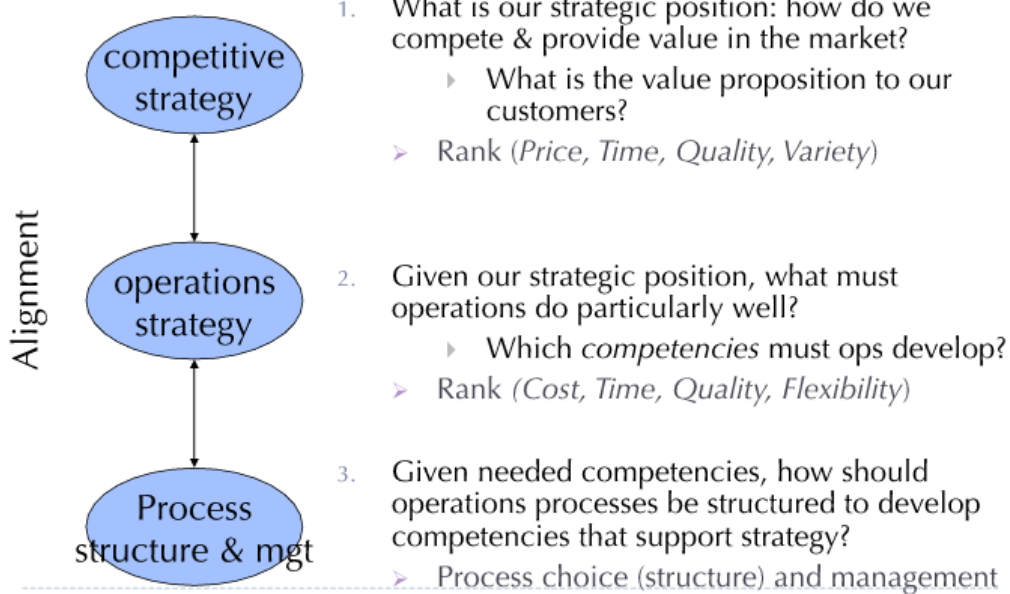 Alignment
competitive
strategy
operations
strategy
Process
structure & mgt
1. What is our strategic position: how do we
compete & provide value in the market?
What is the value proposition to our
customers?
Rank (Price, Time, Quality, Variety)
2. Given our strategic position, what must
operations do particularly well?
Which competencies must ops develop?
Rank (Cost, Time, Quality, Flexibility)
3. Given needed competencies, how should
operations processes be structured to develop
competencies that support strategy?
Process choice (structure) and management